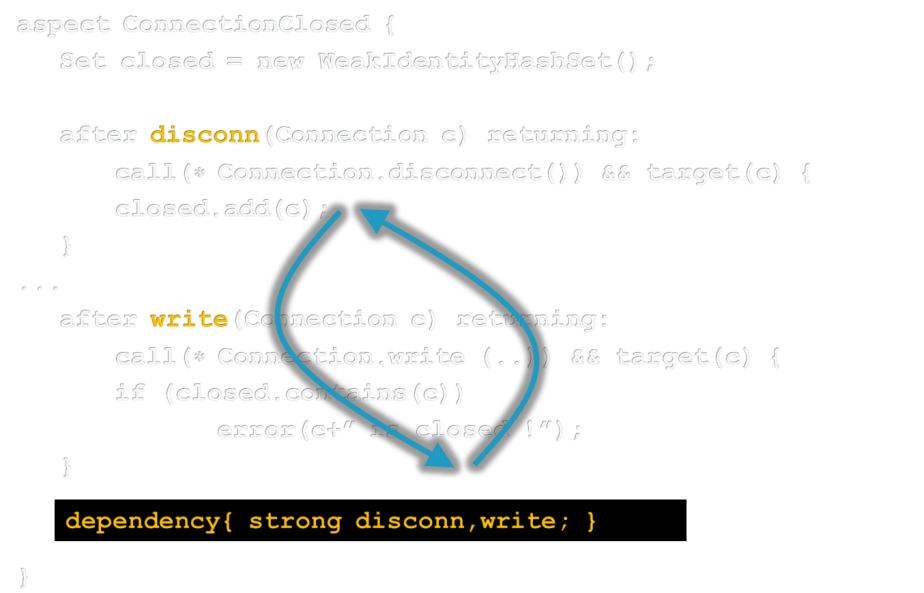 aspect ConnectionClosed {
Set closed = new WeakIdentityHashSet();
after disconn(Connection c) returning:
call(* Connection.disconnect()) && target(c) {
closed.add(c);
}
...
after write(Connection c) returning:
call(* Connection.write (..)) && target(c) {
if (closed.contains(c))
error(c+” is closed !”);
}
dependency{ strong disconn,write; }
}